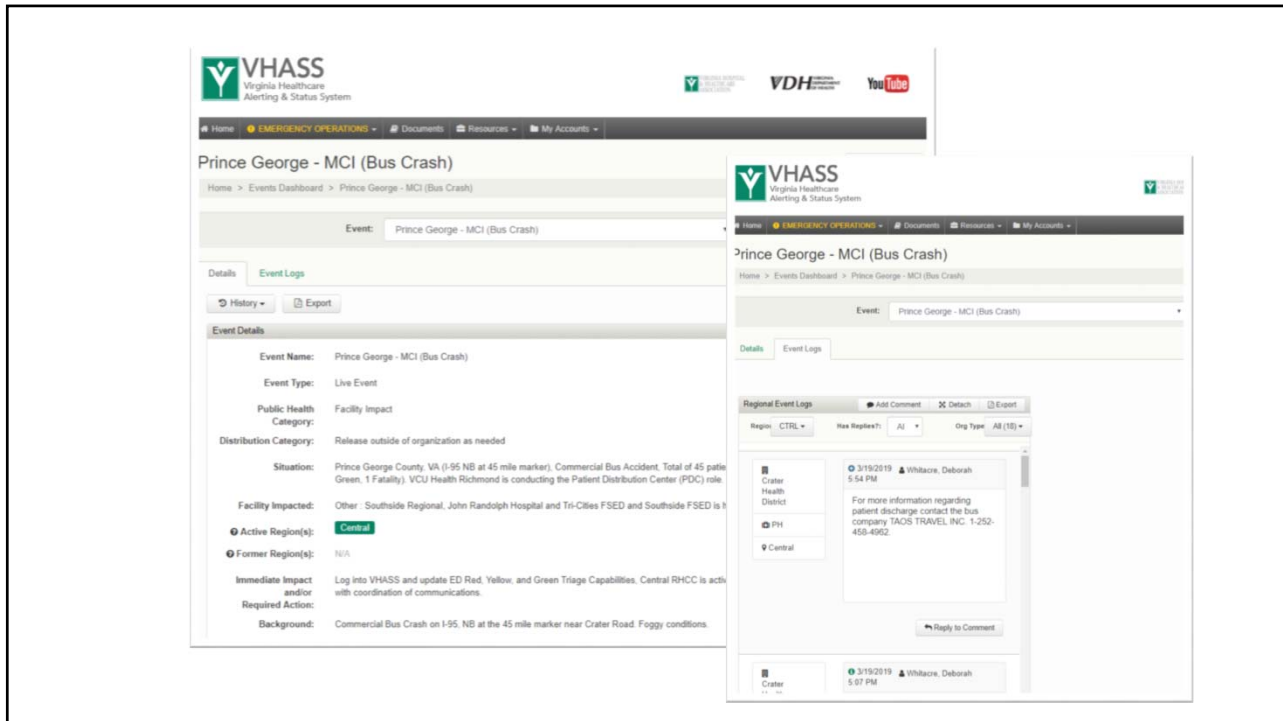 VHASS
Virginia Healthcare
Alerting & Status System
VDH VIRGINIA DEPARTMENT OF HEALTH
YouTube
Home EMERGENCY OPERATIONS Documents Resources My Accounts
Prince George - MCI (Bus Crash)
Home > Events Dashboard > Prince George - MCI (Bus Crash)
Event: Prince George - MCI (Bus Crash)
Details Event Logs
History Export
Event Details
Event Name: Prince George - MCI (Bus Crash)
Event Type: Live Event
Public Health Facility Impact
Category:
Distribution Category: Release outside of organization as needed
Situation: Prince George County, VA (I-95 NB at 45 mile marker), Commercial Bus Accident, Total of 45 patie
Green, 1 Fatality). VCU Health Richmond is conducting the Patient Distribution Center (PDC) role.
Facility Impacted: Other : Southside Regional, John Randolph Hospital and Tri-Cities FSED and Southside FSED is
Active Region(s): Central
Former Region(s): N/A
Immediate Impact Log into VHASS and update ED Red, Yellow, and Green Triage Capabilities, Central RHCC is activ
and/or with coordination of communications.
Required Action:
Background: Commercial Bus Crash on I-95, NB at the 45 mile marker near Crater Road. Foggy conditions.
VHASS
Virginia Healthcare
Alerting & Status System
Home EMERGENCY OPERATIONS Documents Resources My Accounts
Prince George - MCI (Bus Crash)
Home > Events Dashboard > Prince George - MCI (Bus Crash)
Event: Prince George - MCI (Bus Crash)
Details Event Logs
Regional Event Logs Add Comment Detach Export
Region CTRL Has Replies?: Al Org Type All (18)
Crater
Health
District
PH
Central
3/19/2019 Whitacre, Deborah
5:54 PM
For more information regarding
patient discharge contact the bus
company TAOS TRAVEL INC. 1-252-
458-4962.
Reply to Comment
Crater
3/19/2019 Whitacre, Deborah
5:07 PM